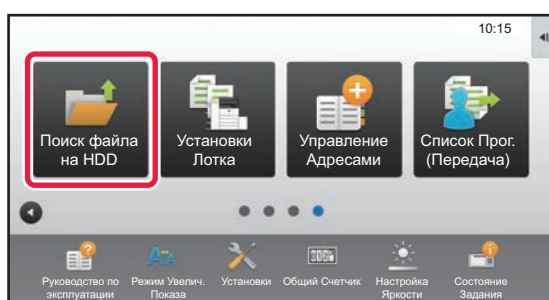 10:15
Поиск файла
на HDD
Установки
Лотка
Управление
Адресами
Список Прог.
(Передача)
Руководство по
эксплуатации
Режим Увелич.
Показа
Установки
Общий Счетчик
Настройка
Яркости
Состояние
Задания